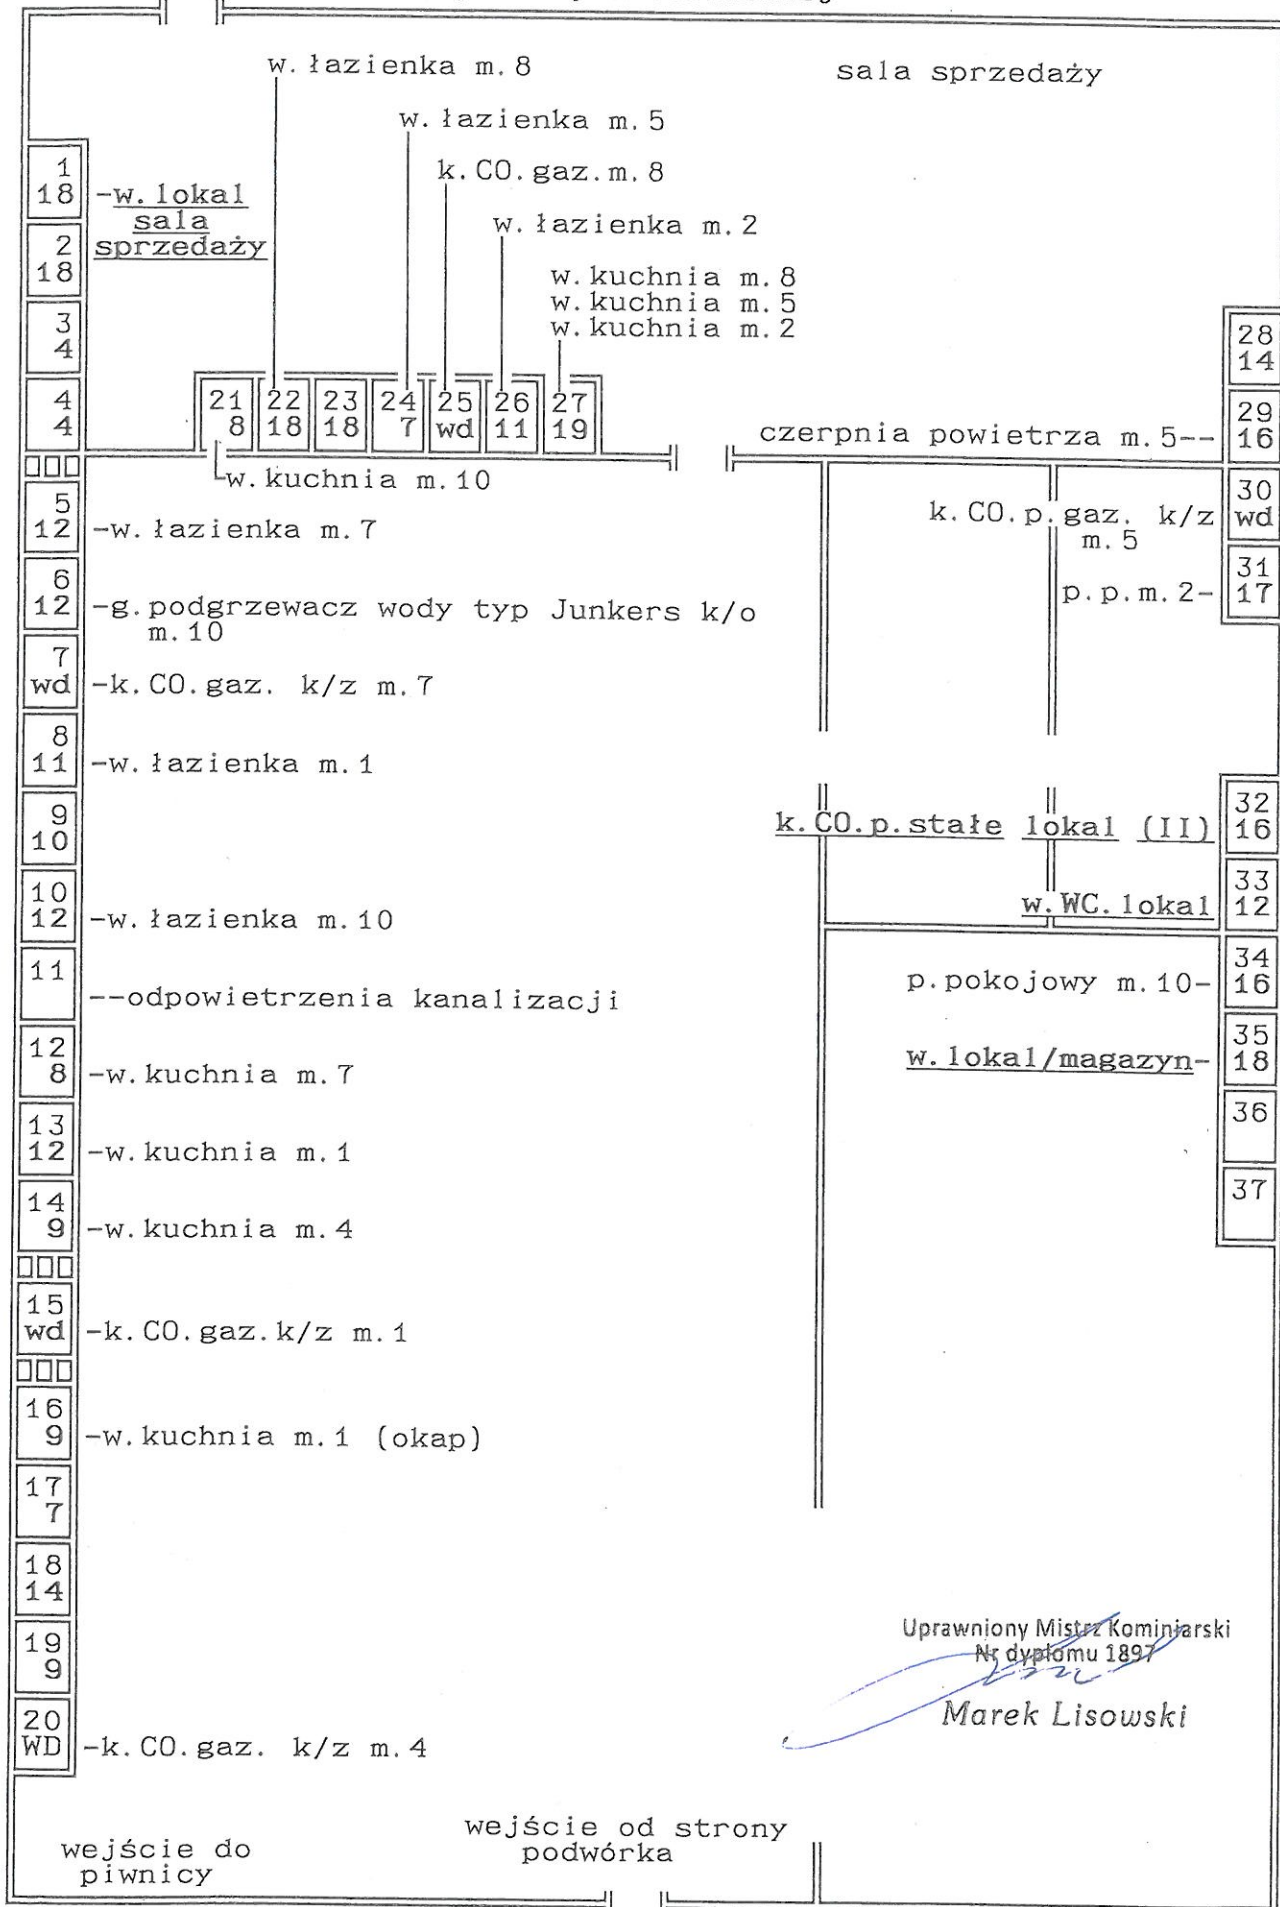 w. łazienka m. 8
sala sprzedaży
w. łazienka m. 5
k. CO. gaz. m. 8
w. łazienka m. 2
w. kuchnia m. 8
w. kuchnia m. 5
w. kuchnia m. 2
1
18
-w. lokal
sala
sprzedaży
2
18
3
4
4
4
21
8
22
18
23
18
24
7
25
wd
26
11
27
19
w. kuchnia m. 10
28
14
czerpnia powietrza m. 5--
29
16
k. CO. p. gaz. k/z
m. 5
30
wd
p. p. m. 2-
31
17
5
12
-w. łazienka m. 7
6
12
-g. podgrzewacz wody typ Junkers k/o
m. 10
7
wd
-k. CO. gaz. k/z m. 7
8
11
-w. łazienka m. 1
9
10
10
12
-w. łazienka m. 10
11
--odpowietrzenia kanalizacji
12
8
-w. kuchnia m. 7
13
12
-w. kuchnia m. 1
14
9
-w. kuchnia m. 4
15
wd
-k. CO. gaz. k/z m. 1
16
9
-w. kuchnia m. 1 (okap)
17
7
18
14
19
9
20
WD
-k. CO. gaz. k/z m. 4
k. CO. p. stałe lokal (II)
32
16
w. WC. lokal
33
12
p. pokojowy m. 10-
34
16
w. lokal/magazyn-
35
18
36
37
Uprawniony Mistrz Kominiarski
Nr dyplomu 1897
Marek Lisowski
wejście do
piwnicy
wejście od strony
podwórka